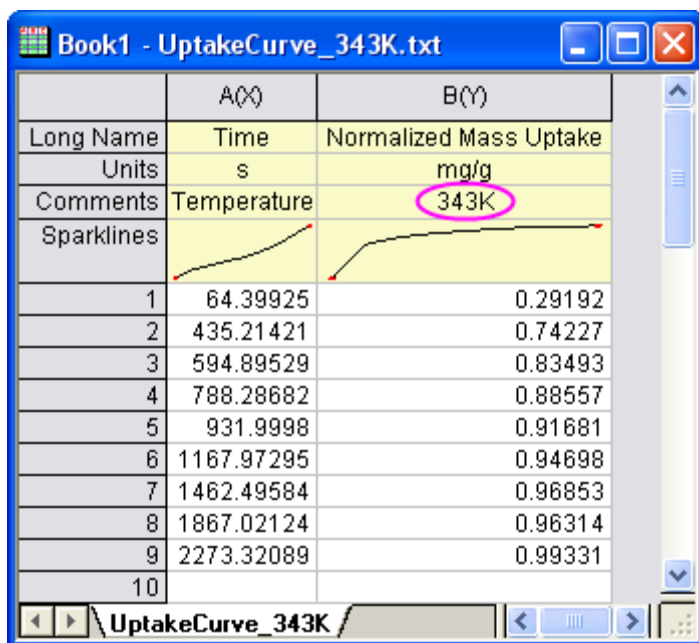 Book1 - UptakeCurve_343K.txt
A(X) B(Y)
Long Name Time Normalized Mass Uptake
Units s mg/g
Comments Temperature 343K
Sparklines
1 64.39925 0.29192
2 435.21421 0.74227
3 594.89529 0.83493
4 788.28682 0.88557
5 931.9998 0.91681
6 1167.97295 0.94698
7 1462.49584 0.96853
8 1867.02124 0.96314
9 2273.32089 0.99331
10
UptakeCurve_343K